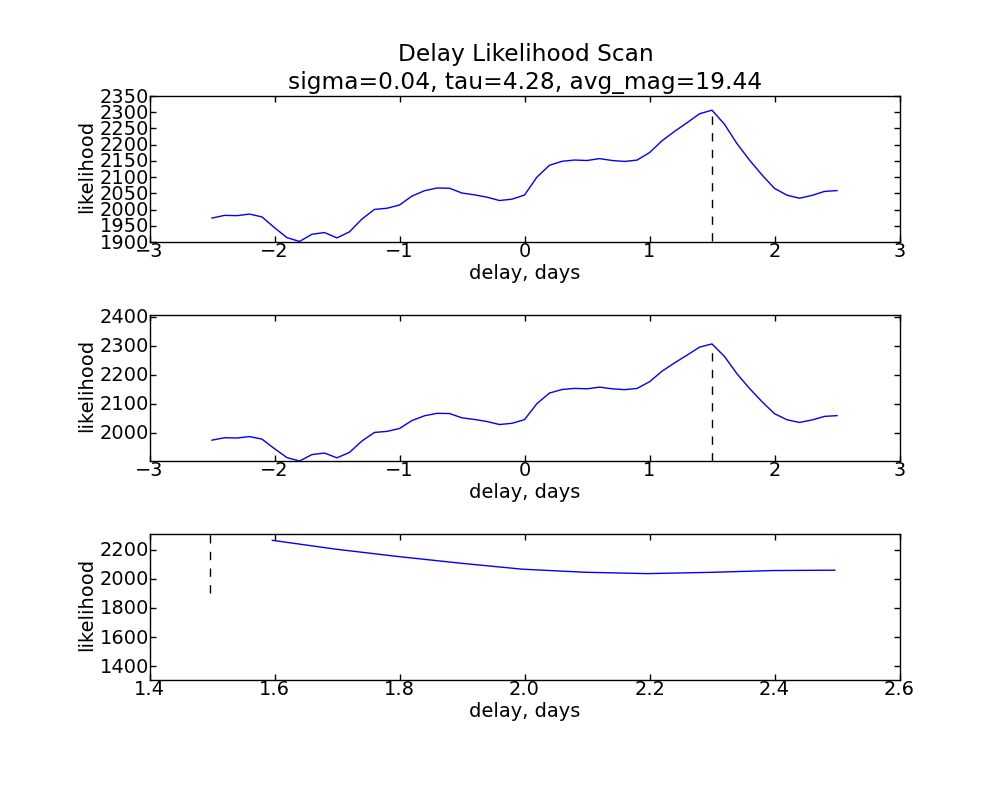 Delay Likelihood Scan
sigma=0.04, tau=4.28, avg_mag=19.44
2350
2300
2250
2200
2150
2100
2050
2000
1950
1900
likelihood
−3 −2 −1 0 1 2 3
delay, days
2400
2300
2200
2100
2000
likelihood
−3 −2 −1 0 1 2 3
delay, days
2200
2000
1800
1600
1400
likelihood
1.4 1.6 1.8 2.0 2.2 2.4 2.6
delay, days